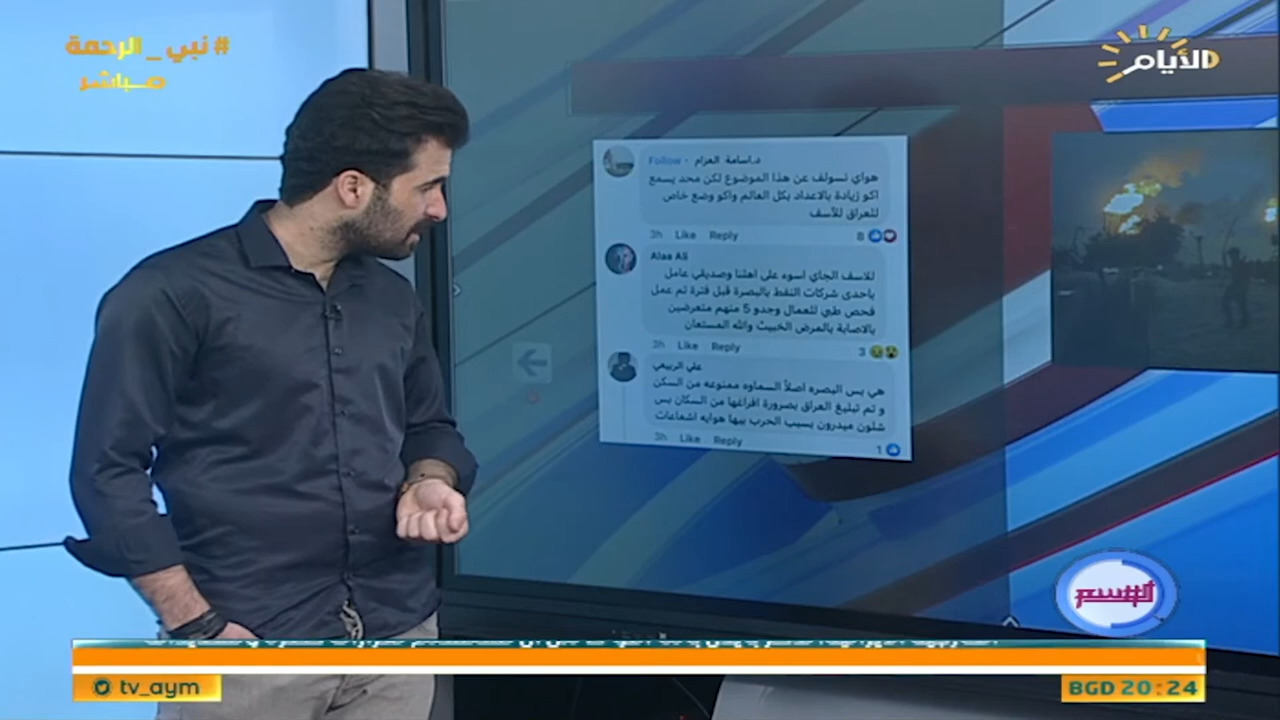 #نبي_الرحمة
مباشر
الأيام
د.اسامة العزام · Follow
هواي نسولف عن هذا الموضوع لكن محد يسمع
اكو زيادة بالاعداد بكل العالم واكو وضع خاص
للعراق للأسف
3h Like Reply 8
Alaa Ali
للاسف الجاي اسوء على اهلنا وصديقي عامل
باحدى شركات النفط بالبصرة قبل فترة تم عمل
فحص طبي للعمال وجدو 5 منهم متعرضين
بالاصابة بالمرض الخبيث والله المستعان
3h Like Reply 3
علي الربيعي
هي بس البصره اصلاً السماوه ممنوعه من السكن
و تم تبليغ العراق بضرورة افراغها من السكان بس
شلون ميدرون بسبب الحرب بيها هوايه اشعاعات
3h Like Reply 1
tv_aym
BGD 20:24